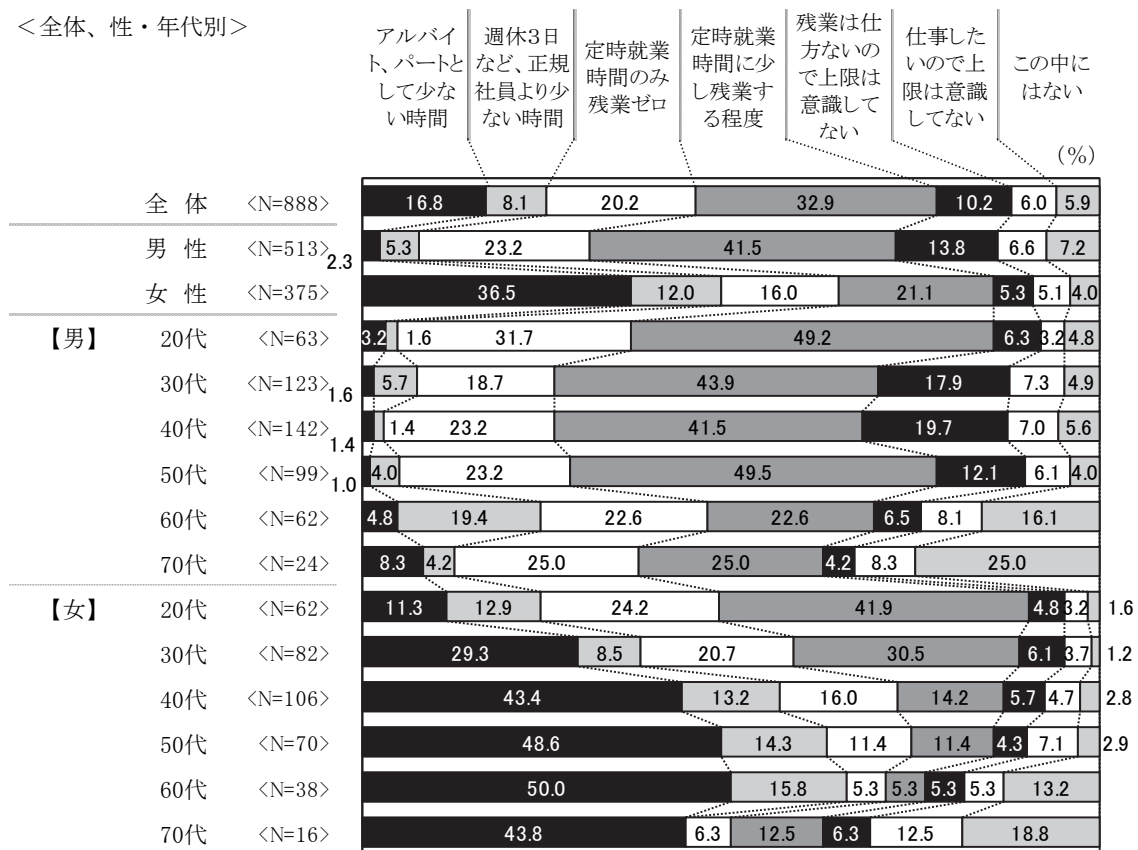 ＜全体、性・年代別＞
アルバイ
ト、パートと
して少な
い時間
週休3日
など、正規
社員より少
ない時間
定時就業
時間のみ
残業ゼロ
定時就業
時間に少
し残業す
る程度
残業は仕
方ないの
で上限は
意識して
ない
仕事した
いので上
限は意識
してない
この中に
はない
(%)
全 体 <N=888> 16.8 8.1 20.2 32.9 10.2 6.0 5.9
男 性 <N=513> 2.3 5.3 23.2 41.5 13.8 6.6 7.2
女 性 <N=375> 36.5 12.0 16.0 21.1 5.3 5.1 4.0
【男】 20代 <N=63> 3.2 1.6 31.7 49.2 6.3 3.2 4.8
30代 <N=123> 1.6 5.7 18.7 43.9 17.9 7.3 4.9
40代 <N=142> 1.4 1.4 23.2 41.5 19.7 7.0 5.6
50代 <N=99> 1.0 4.0 23.2 49.5 12.1 6.1 4.0
60代 <N=62> 4.8 19.4 22.6 22.6 6.5 8.1 16.1
70代 <N=24> 8.3 4.2 25.0 25.0 4.2 8.3 25.0
【女】 20代 <N=62> 11.3 12.9 24.2 41.9 4.8 3.2 1.6
30代 <N=82> 29.3 8.5 20.7 30.5 6.1 3.7 1.2
40代 <N=106> 43.4 13.2 16.0 14.2 5.7 4.7 2.8
50代 <N=70> 48.6 14.3 11.4 11.4 4.3 7.1 2.9
60代 <N=38> 50.0 15.8 5.3 5.3 5.3 5.3 13.2
70代 <N=16> 43.8 6.3 12.5 6.3 12.5 18.8